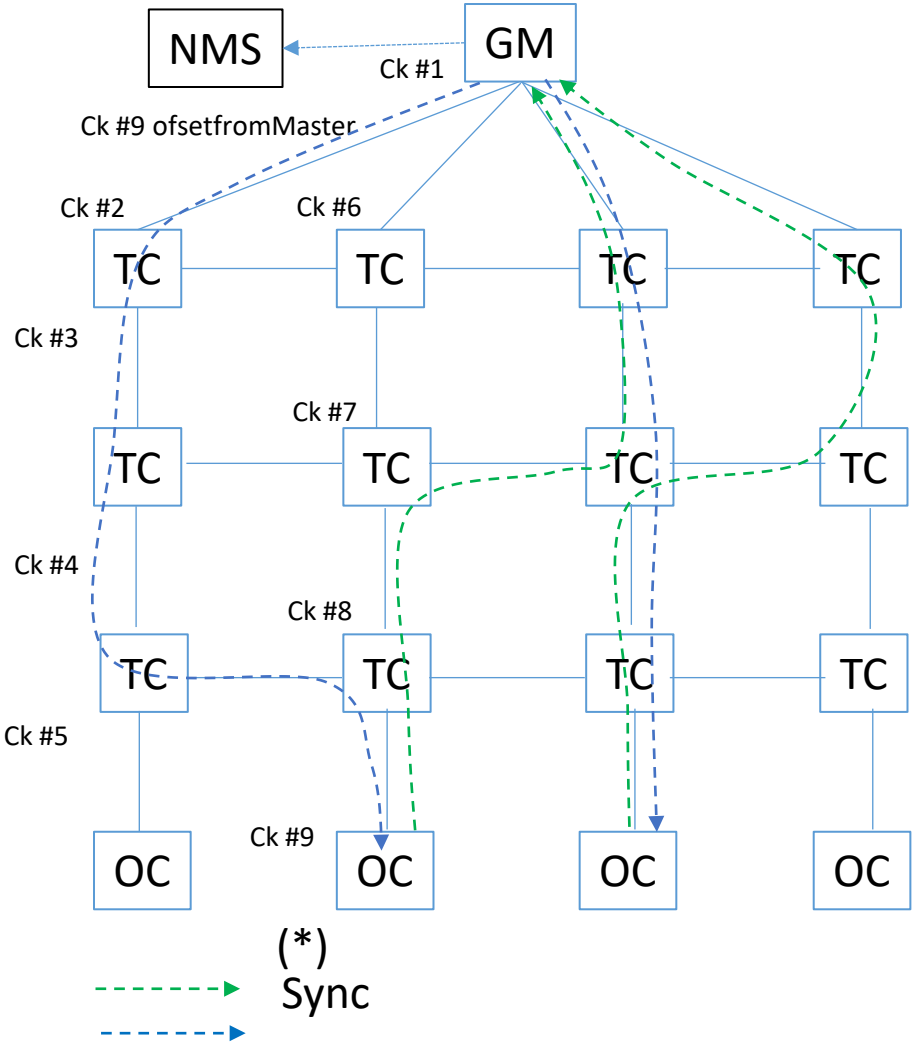 NMS
GM
Ck #1
Ck #9 ofsetfromMaster
Ck #2
Ck #6
TC
TC
TC
TC
Ck #3
Ck #7
TC
TC
TC
TC
Ck #4
Ck #8
TC
TC
TC
TC
Ck #5
Ck #9
OC
OC
OC
OC
(*)
Sync